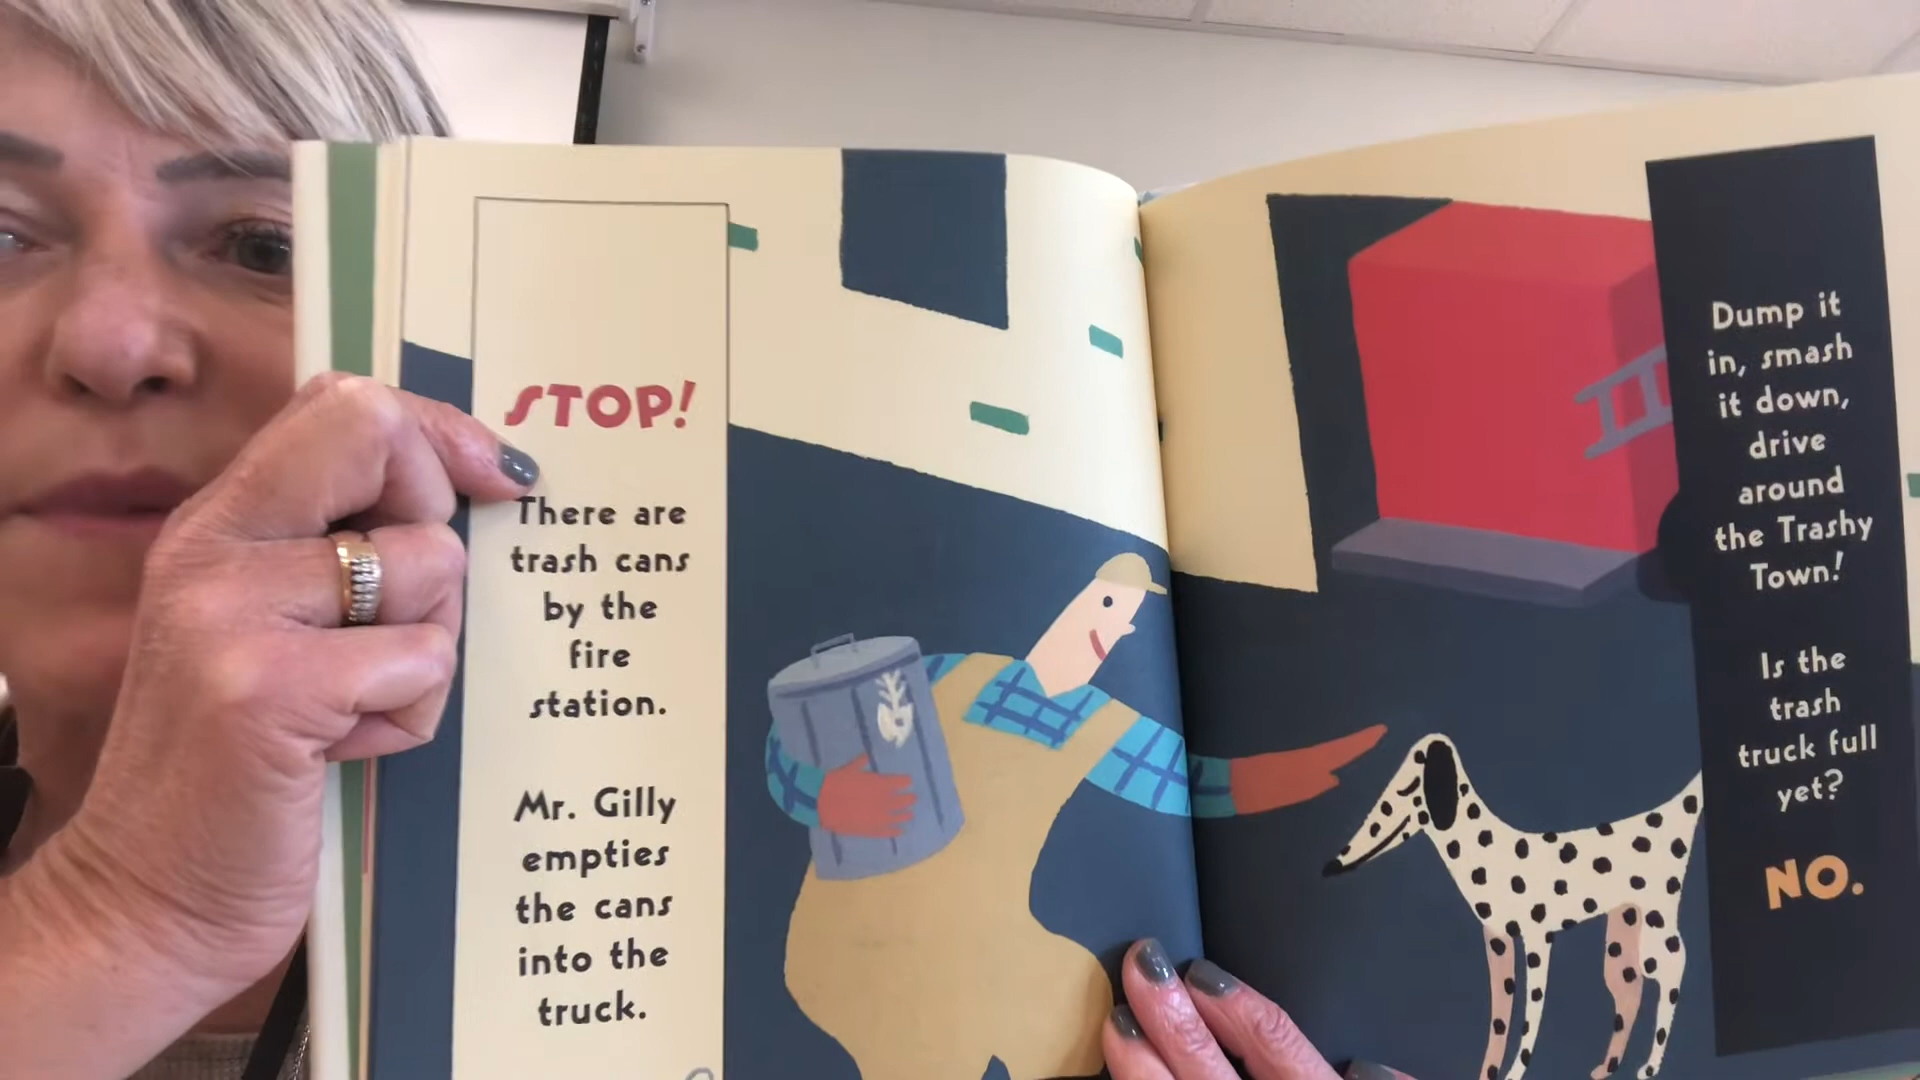 STOP!
There are
trash cans
by the
fire
station.
Mr. Gilly
empties
the cans
into the
truck.
Dump it
in, smash
it down,
drive
around
the Trashy
Town!
Is the
trash
truck full
yet?
NO.